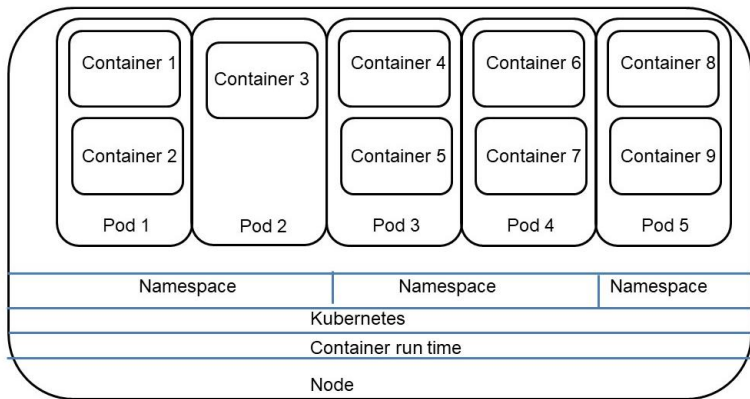 Container 1
Container 2
Pod 1
Container 3
Pod 2
Container 4
Container 5
Pod 3
Container 6
Container 7
Pod 4
Container 8
Container 9
Pod 5
Namespace
Namespace
Namespace
Kubernetes
Container run time
Node